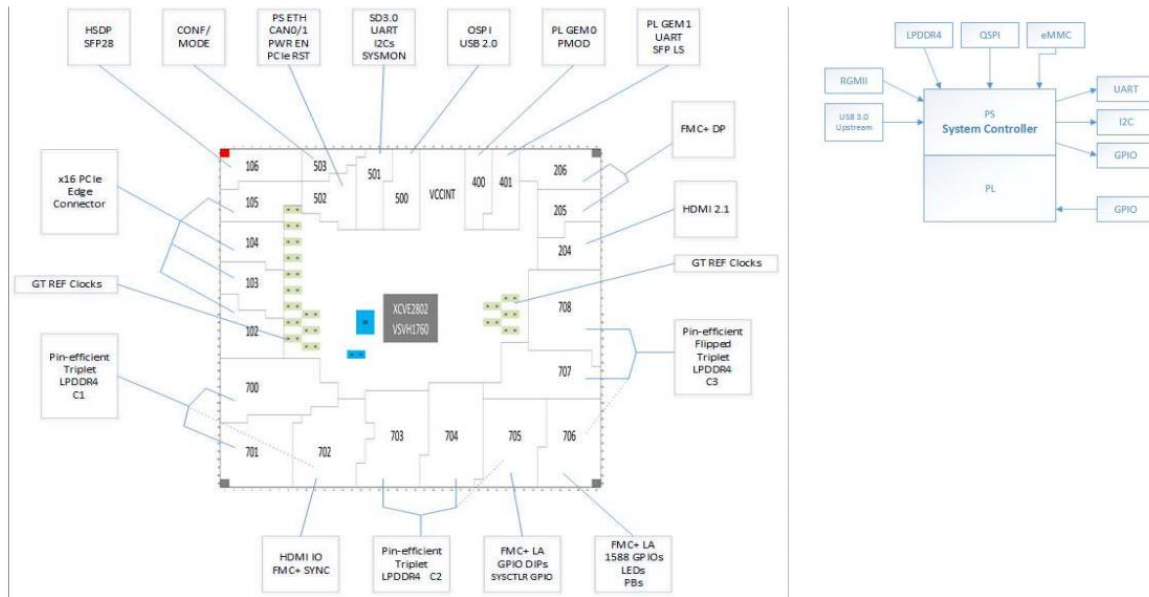 HSDP
SFP28
CONF/
MODE
PS ETH
CAN0/1
PWR EN
PCIe RST
SD3.0
UART
I2Cs
SYSMON
OSPI
USB 2.0
PL GEM0
PMOD
PL GEM1
UART
SFP LS
FMC+ DP
x16 PCIe
Edge
Connector
HDMI 2.1
GT REF Clocks
GT REF Clocks
Pin-efficient
Triplet
LPDDR4
C1
Pin-efficient
Flipped
Triplet
LPDDR4
C3
106
503
501
502
500
VCCINT
400
401
206
105
205
104
204
103
102
708
XCVE2802
VSVH1760
707
700
701
702
703
704
705
706
HDMI IO
FMC+ SYNC
Pin-efficient
Triplet
LPDDR4 C2
FMC+ LA
GPIO DIPs
SYSCTLR GPIO
FMC+ LA
1588 GPIOs
LEDs
PBs
LPDDR4
QSPI
eMMC
RGMII
USB 3.0
Upstream
PS
System Controller
PL
UART
I2C
GPIO
GPIO